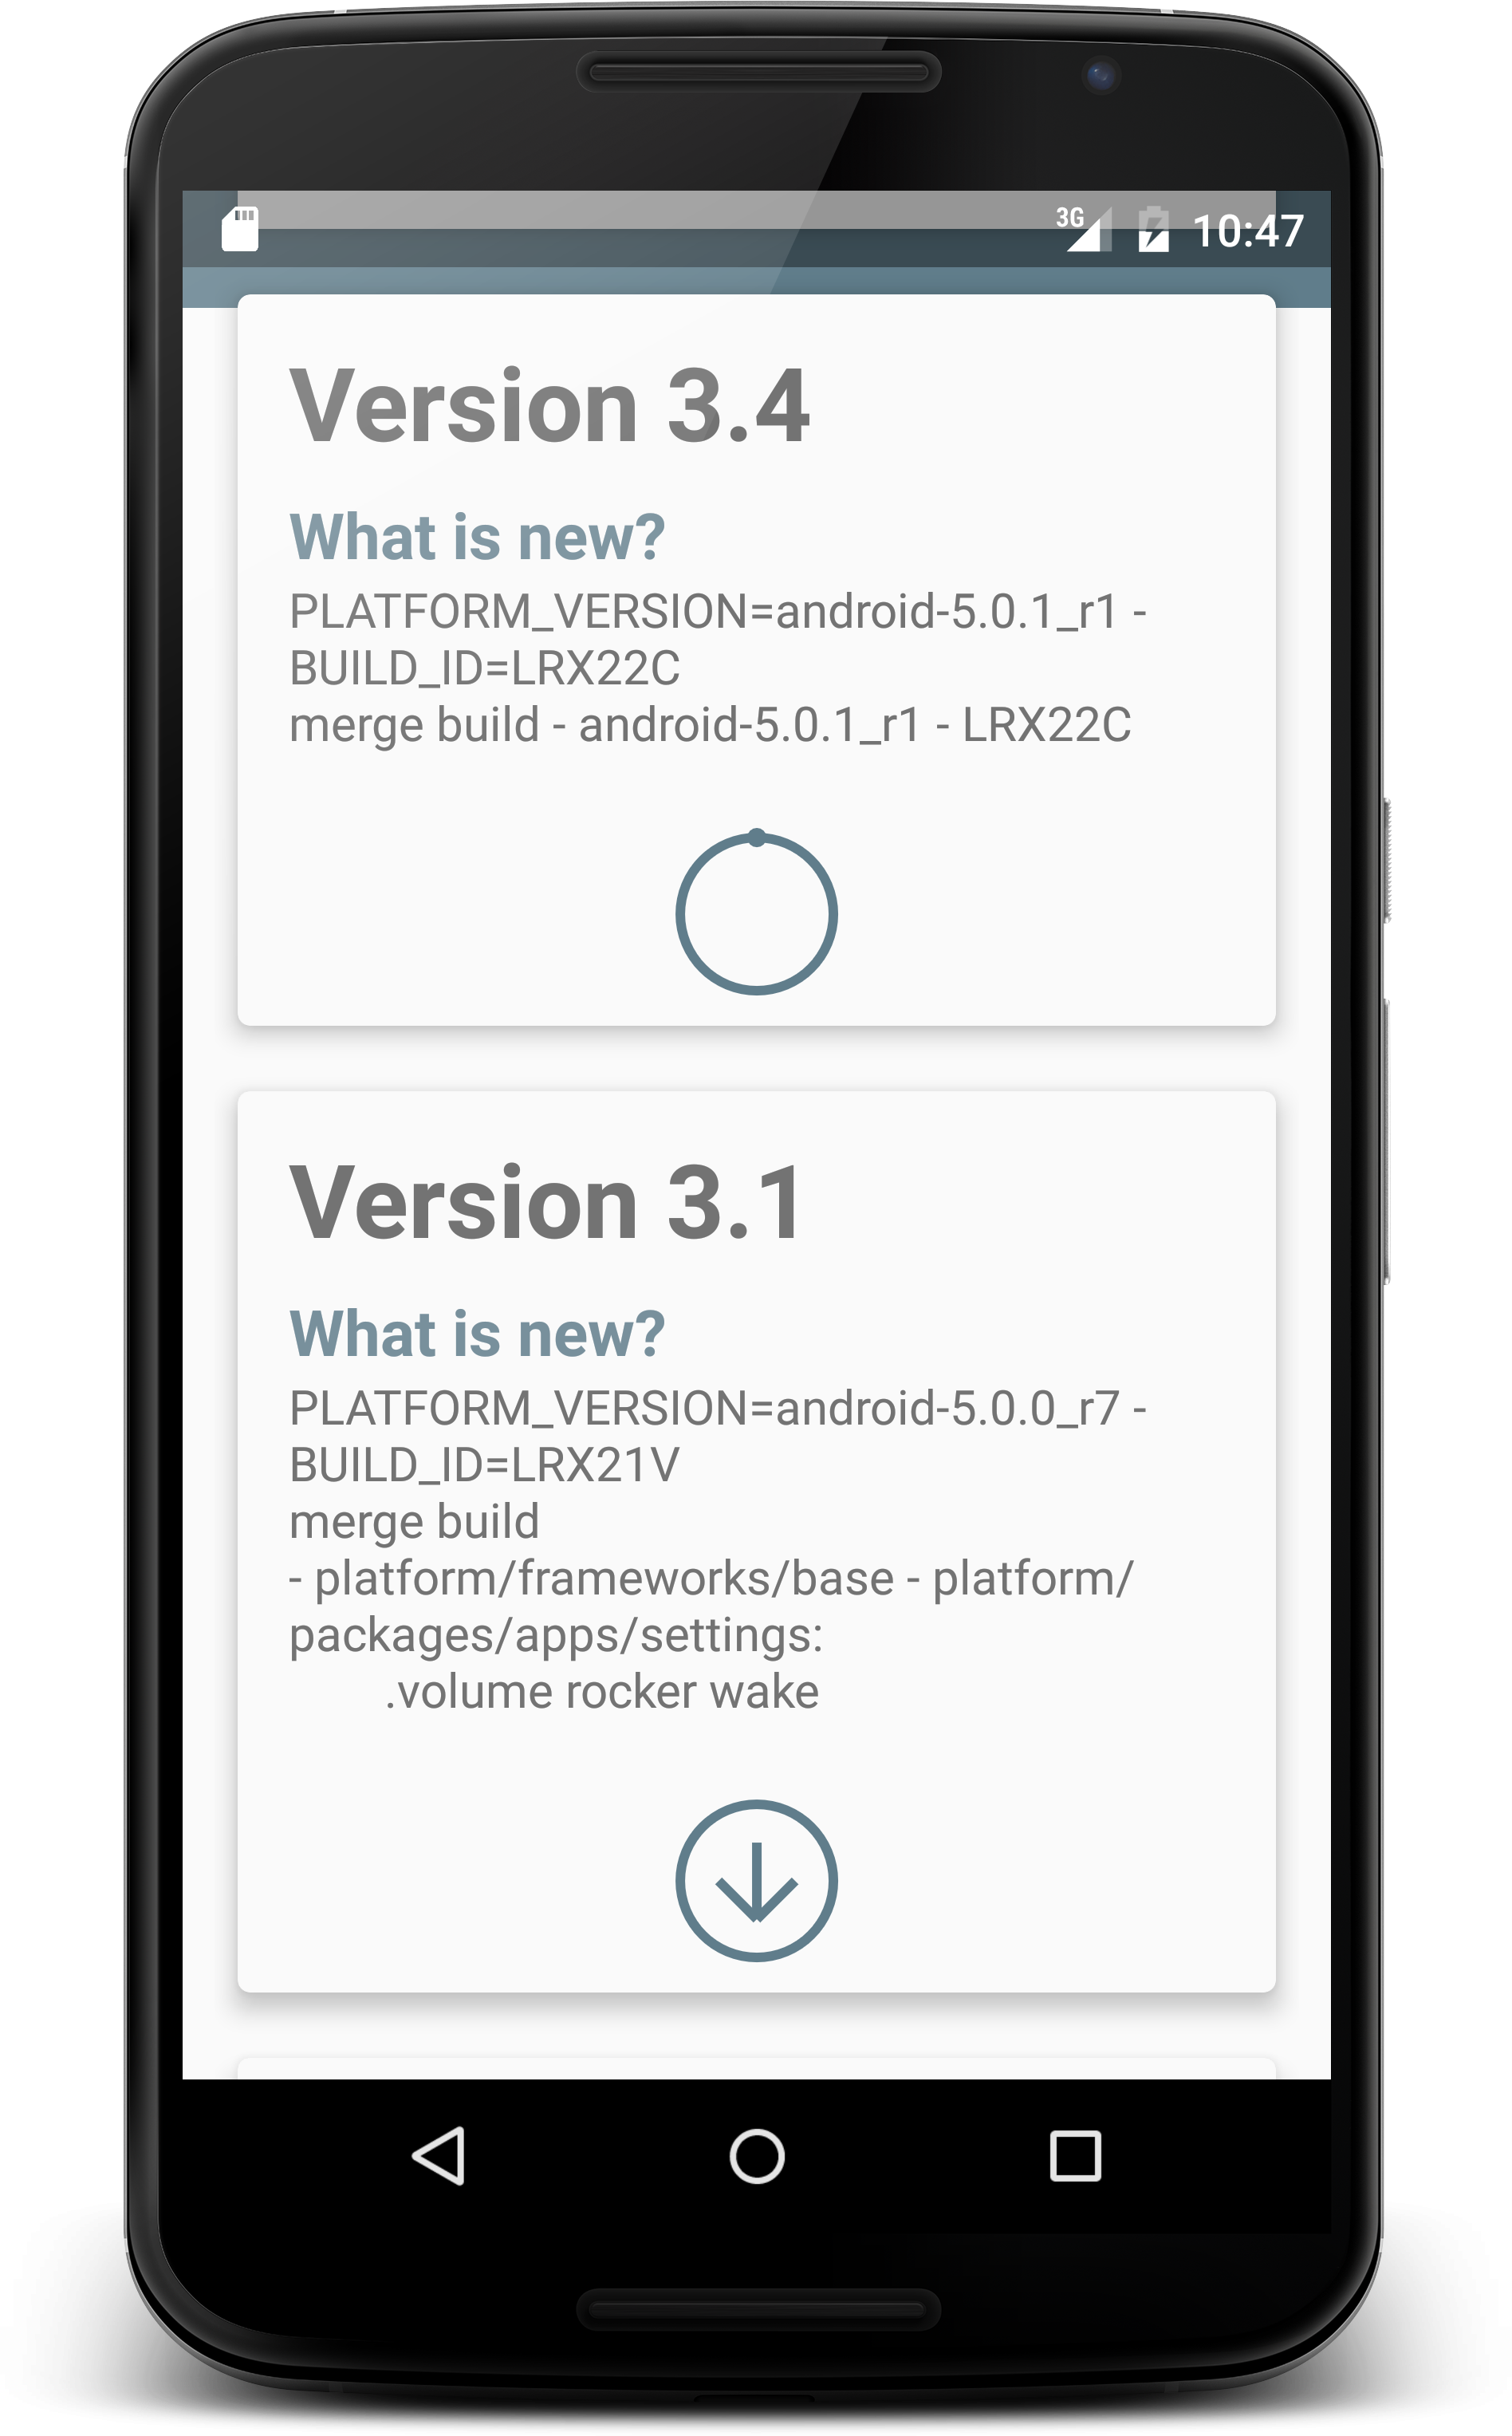 3G 10:47
Version 3.4
What is new?
PLATFORM_VERSION=android-5.0.1_r1 -
BUILD_ID=LRX22C
merge build - android-5.0.1_r1 - LRX22C
Version 3.1
What is new?
PLATFORM_VERSION=android-5.0.0_r7 -
BUILD_ID=LRX21V
merge build
- platform/frameworks/base - platform/
packages/apps/settings:
.volume rocker wake